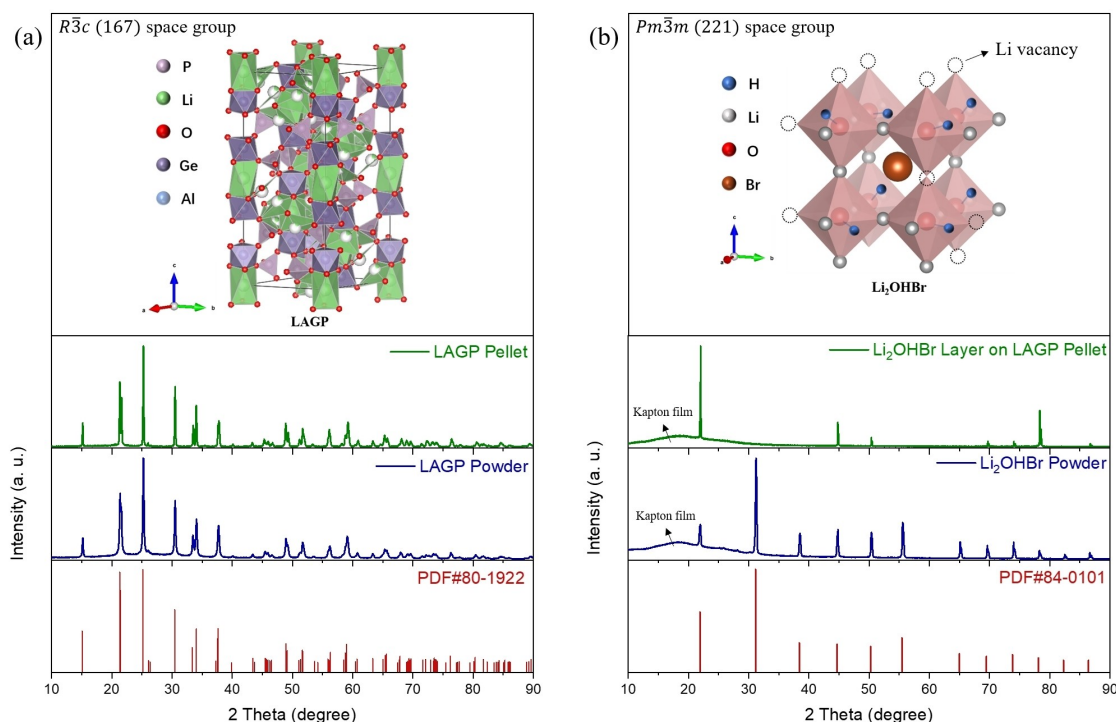 (a)
R3̄c (167) space group
P
Li
O
Ge
Al
c
a
b
LAGP
LAGP Pellet
LAGP Powder
PDF#80-1922
Intensity (a. u.)
10 20 30 40 50 60 70 80 90
2 Theta (degree)
(b)
Pm3̄m (221) space group
Li vacancy
H
Li
O
Br
c
a
b
Li₂OHBr
Li₂OHBr Layer on LAGP Pellet
Kapton film
Li₂OHBr Powder
Kapton film
PDF#84-0101
Intensity (a. u.)
10 20 30 40 50 60 70 80 90
2 Theta (degree)